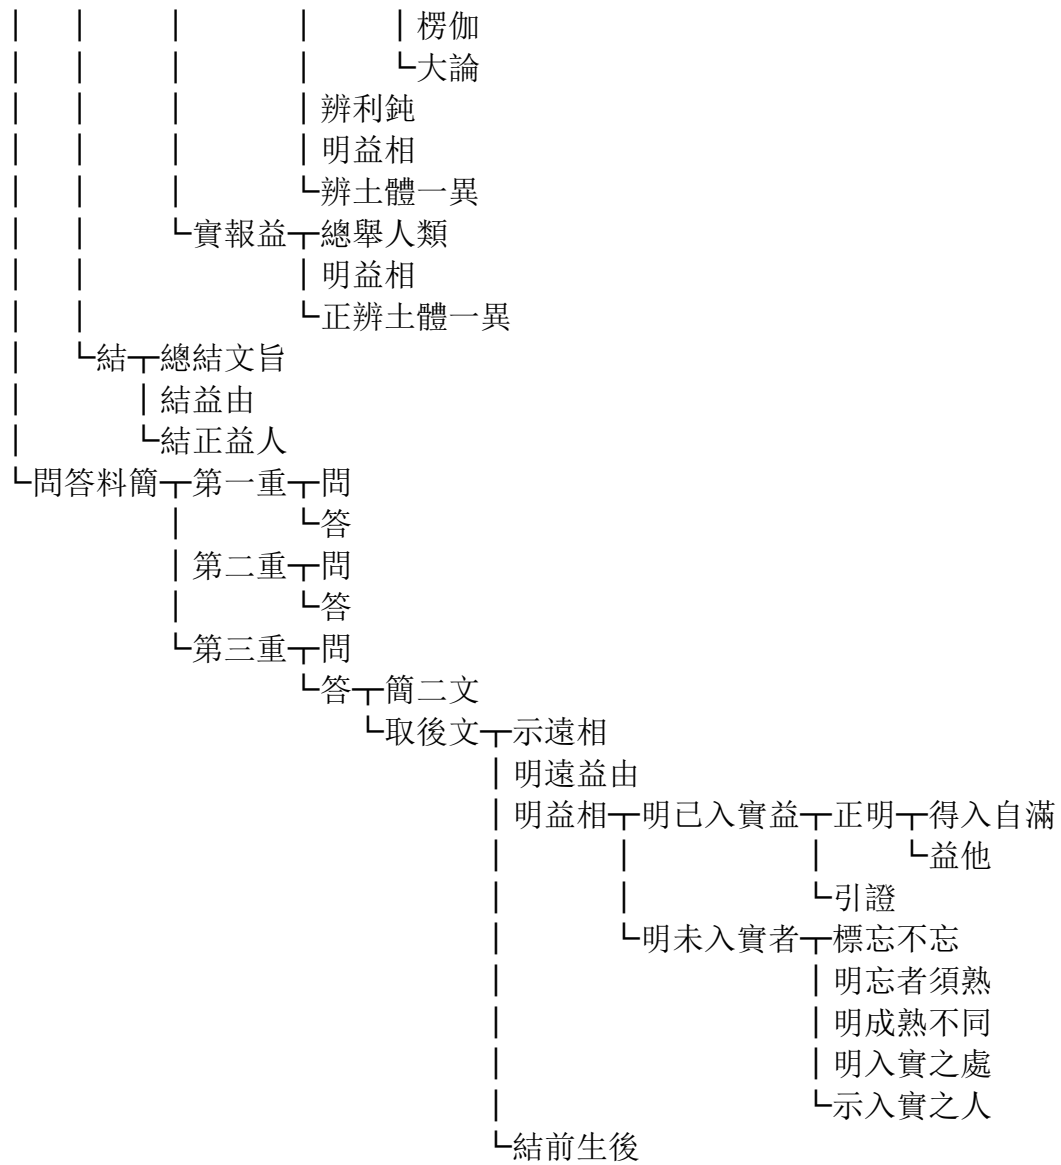 │ │ │ │ │楞伽
│ │ │ │ └大論
│ │ │ │辨利鈍
│ │ │ │明益相
│ │ │ └辨土體一異
│ │ └實報益┬總舉人類
│ │ │明益相
│ │ └正辨土體一異
│ └結┬總結文旨
│ │結益由
│ └結正益人
└問答料簡┬第一重┬問
│ └答
│第二重┬問
│ └答
└第三重┬問
└答┬簡二文
└取後文┬示遠相
│明遠益由
│明益相┬明已入實益┬正明┬得入自滿
│ │ │ └益他
│ │ └引證
│ └明未入實者┬標忘不忘
│ │明忘者須熟
│ │明成熟不同
│ │明入實之處
│ └示入實之人
└結前生後